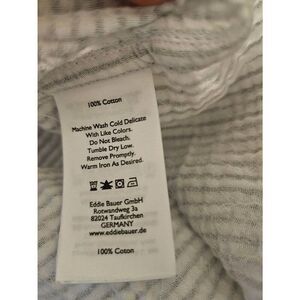 100% Cotton
Machine Wash Cold Delicate
With Like Colors.
Do Not Bleach.
Tumble Dry Low.
Remove Promptly.
Warm Iron As Desired.
Eddie Bauer GmbH
Rotwandweg 3a
82024 Taufkirchen
GERMANY
www.eddiebauer.com
100% Cotton